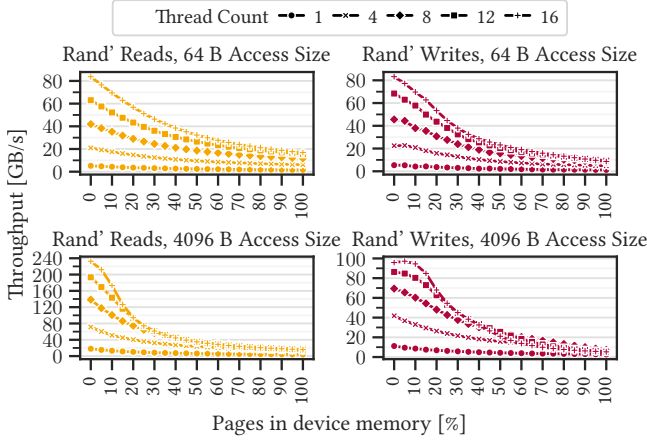 Thread Count 1 4 8 12 16
Rand' Reads, 64 B Access Size
80
60
40
20
0
0 10 20 30 40 50 60 70 80 90 100
Rand' Writes, 64 B Access Size
80
60
40
20
0
0 10 20 30 40 50 60 70 80 90 100
Throughput [GB/s]
Rand' Reads, 4096 B Access Size
240
200
160
120
80
40
0
0 10 20 30 40 50 60 70 80 90 100
Rand' Writes, 4096 B Access Size
100
80
60
40
20
0
0 10 20 30 40 50 60 70 80 90 100
Pages in device memory [%]